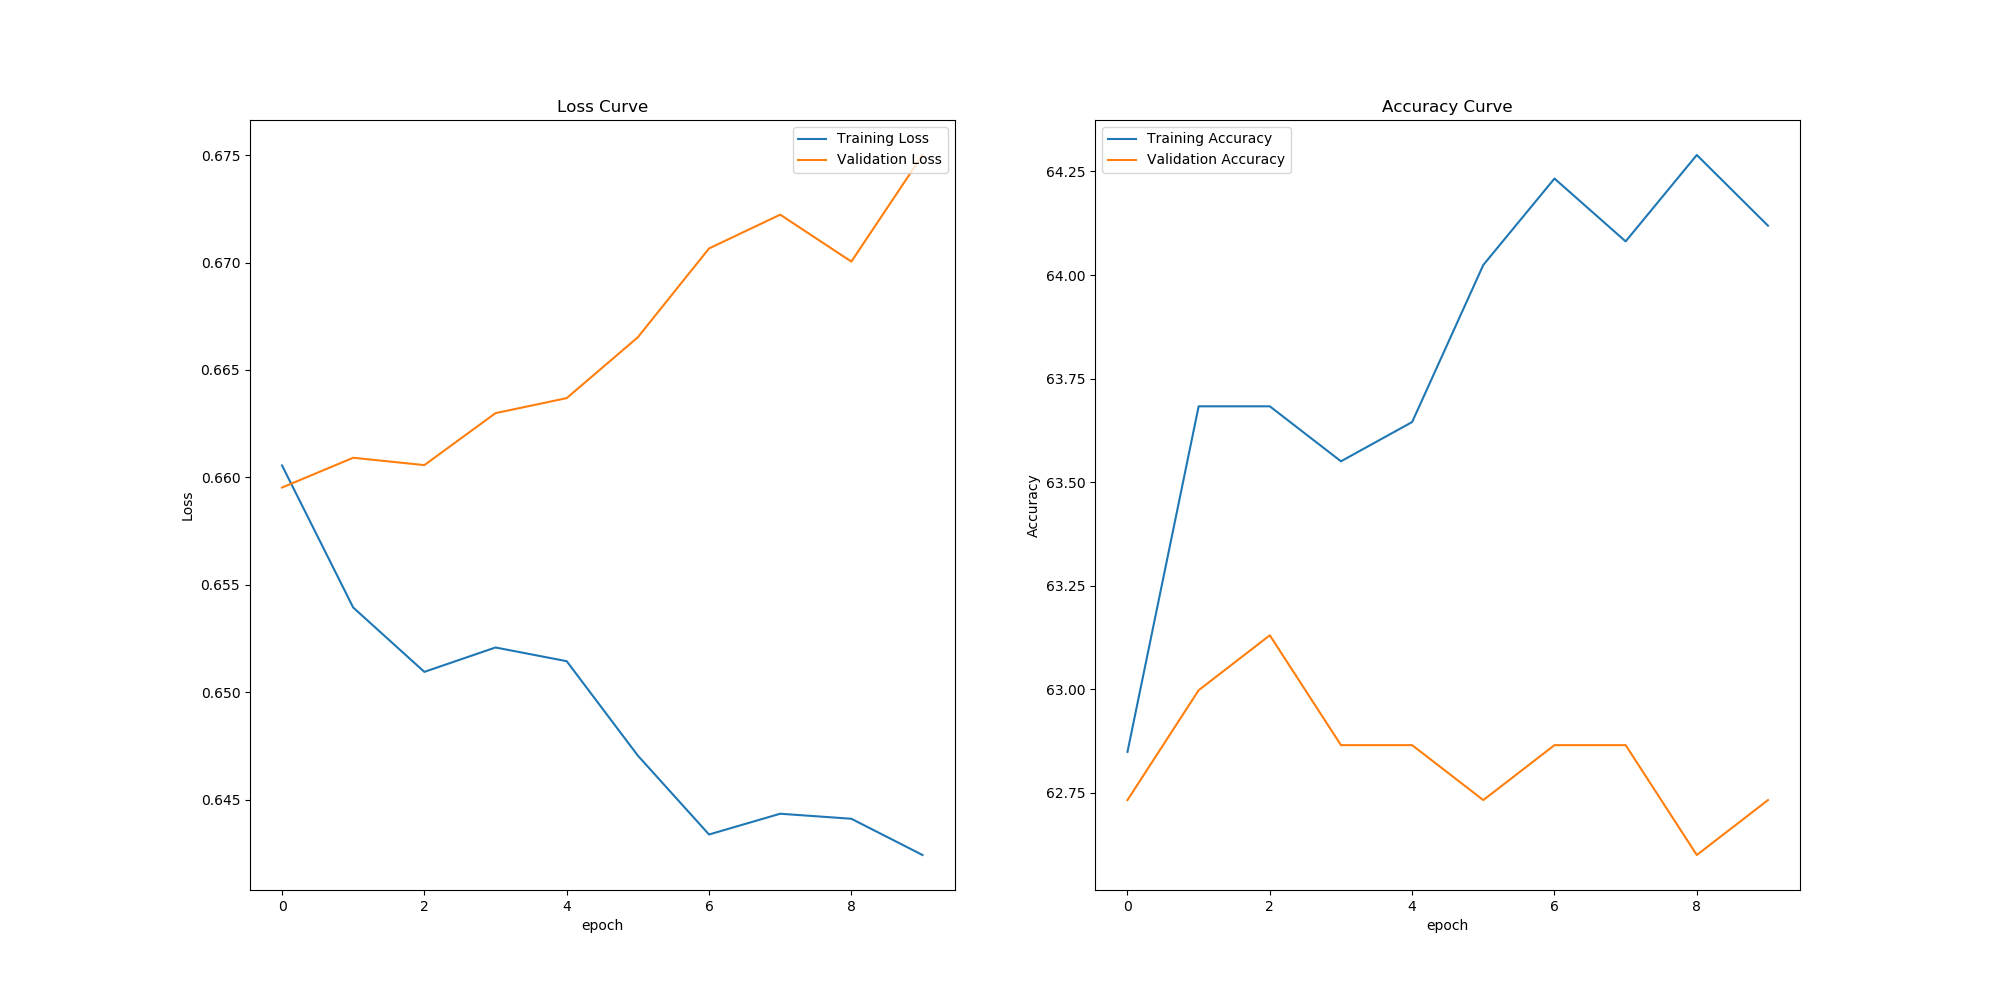 Loss Curve
Training Loss
Validation Loss
0.675
0.670
0.665
0.660
0.655
0.650
0.645
Loss
0 2 4 6 8
epoch
Accuracy Curve
Training Accuracy
Validation Accuracy
64.25
64.00
63.75
63.50
63.25
63.00
62.75
Accuracy
0 2 4 6 8
epoch